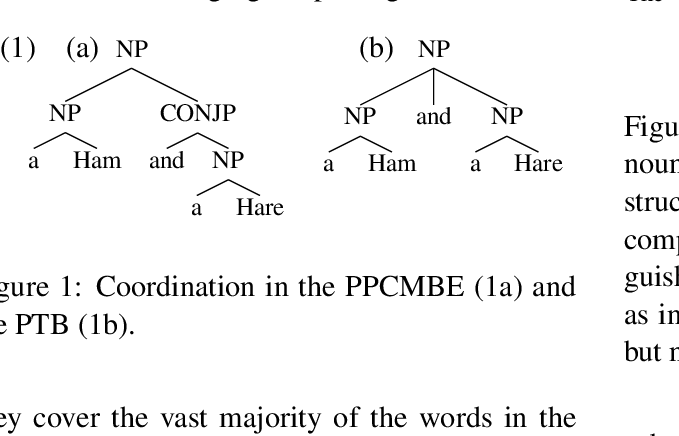 (1) (a) NP (b) NP
NP CONJP NP and NP
a Ham and NP a Ham a Hare
a Hare
gure 1: Coordination in the PPCMBE (1a) and
e PTB (1b).
ey cover the vast majority of the words in the
Figu
noun
struc
comp
guish
as in
but n